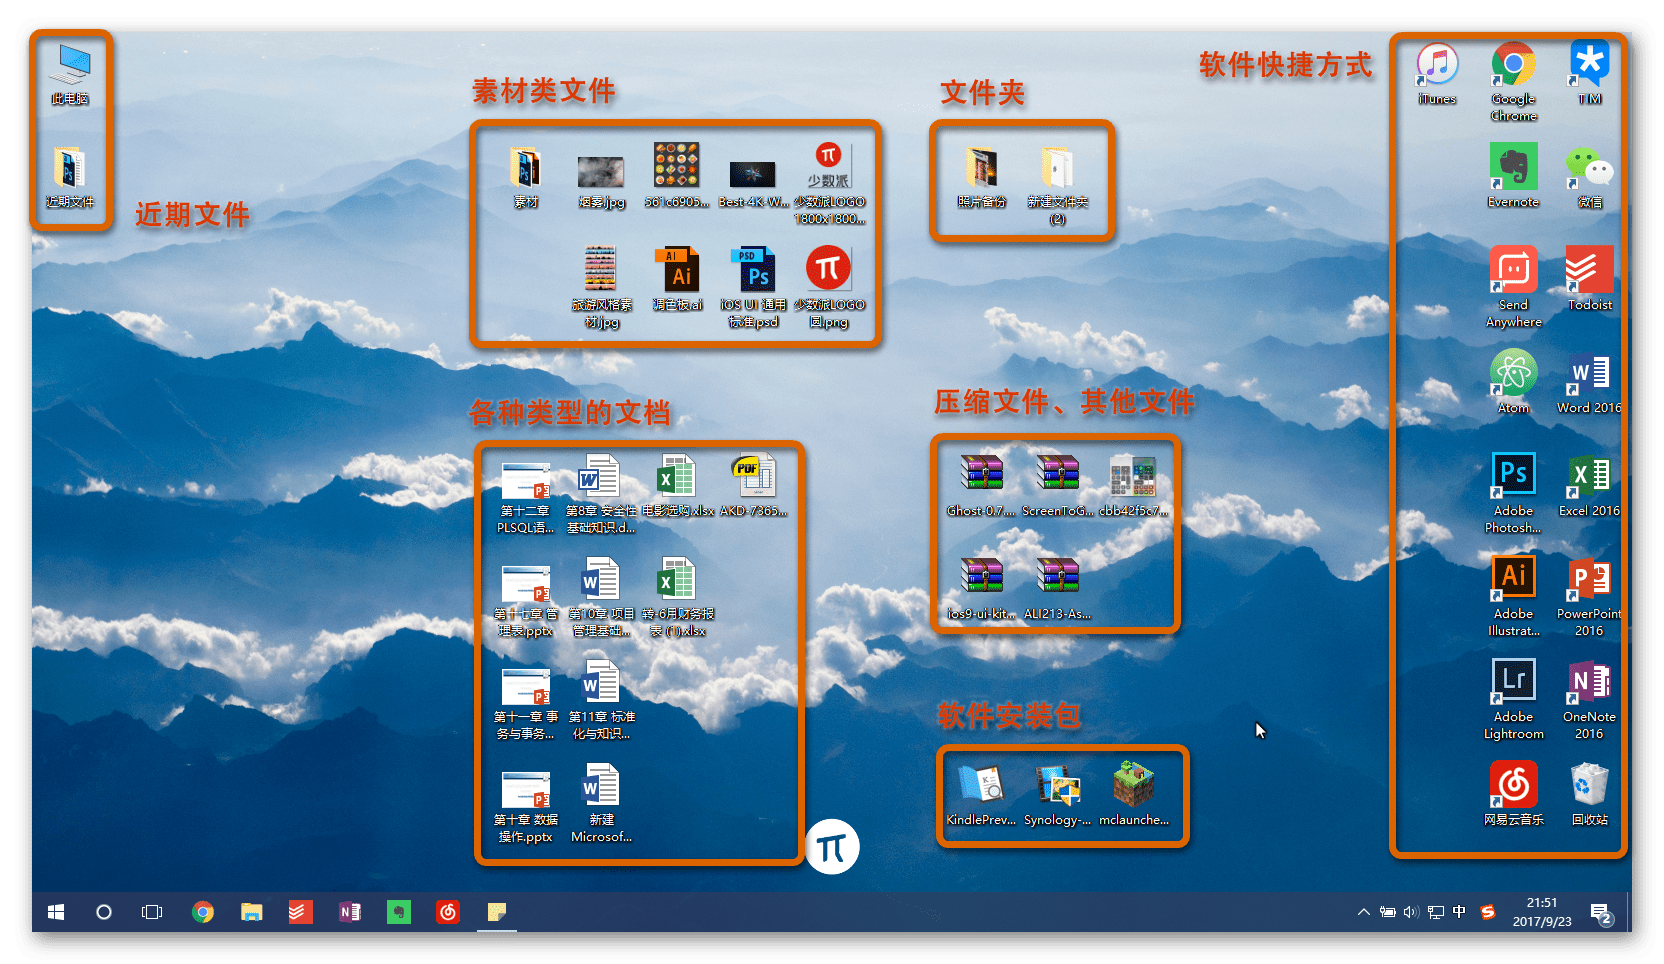 此电脑
近期文件
近期文件
素材类文件
素材
烟雾.jpg
561c6905...
Best-4K-W...
少数派
少数派LOGO
1800x1800...
旅游风格素
材.jpg
AI
Ai
调色板.ai
PSD
Ps
iOS UI 通用
标准.psd
少数派LOGO
圆.png
文件夹
照片备份
新建文件夹
(2)
软件快捷方式
iTunes
Google
Chrome
TIM
Evernote
微信
Send
Anywhere
Todoist
Atom
Word 2016
Ps
Adobe
Photosh...
Excel 2016
Ai
Adobe
Illustrat...
PowerPoint
2016
Lr
Adobe
Lightroom
OneNote
2016
网易云音乐
回收站
各种类型的文档
第十二章
PLSQL语...
第8章 安全性
基础知识.d...
电影选购.xlsx
PDF
AKD-7365...
第十七章 管
理表.pptx
第10章 项目
管理基础...
转-6月财务报
表 (1).xlsx
第十一章 事
务与事务...
第11章 标准
化与知识...
第十章 数据
操作.pptx
新建
Microsof...
压缩文件、其他文件
Ghost-0.7....
ScreenToG...
cbb42f5c7...
ios9-ui-kit...
ALI213-As...
软件安装包
KindlePrev...
Synology-...
mclaunche...
中
21:51
2017/9/23
2